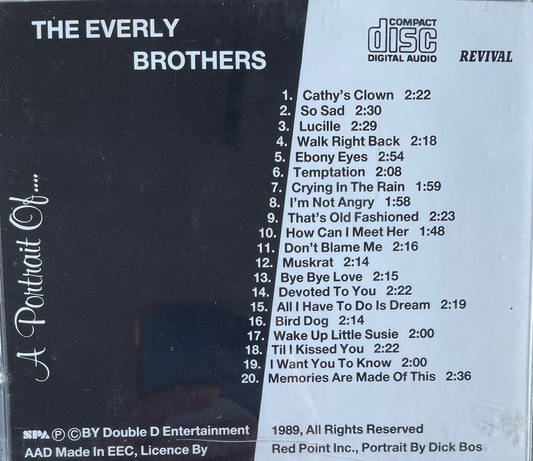 THE EVERLY
BROTHERS
COMPACT
disc
DIGITAL AUDIO
REVIVAL
A Portrait Of....
1. Cathy's Clown 2:22
2. So Sad 2:30
3. Lucille 2:29
4. Walk Right Back 2:18
5. Ebony Eyes 2:54
6. Temptation 2:08
7. Crying In The Rain 1:59
8. I'm Not Angry 1:58
9. That's Old Fashioned 2:23
10. How Can I Meet Her 1:48
11. Don't Blame Me 2:16
12. Muskrat 2:14
13. Bye Bye Love 2:15
14. Devoted To You 2:22
15. All I Have To Do Is Dream 2:19
16. Bird Dog 2:14
17. Wake Up Little Susie 2:00
18. Til I Kissed You 2:22
19. I Want You To Know 2:00
20. Memories Are Made Of This 2:36
SPA Ⓟ ©BY Double D Entertainment 1989, All Rights Reserved
AAD Made In EEC, Licence By Red Point Inc., Portrait By Dick Bos